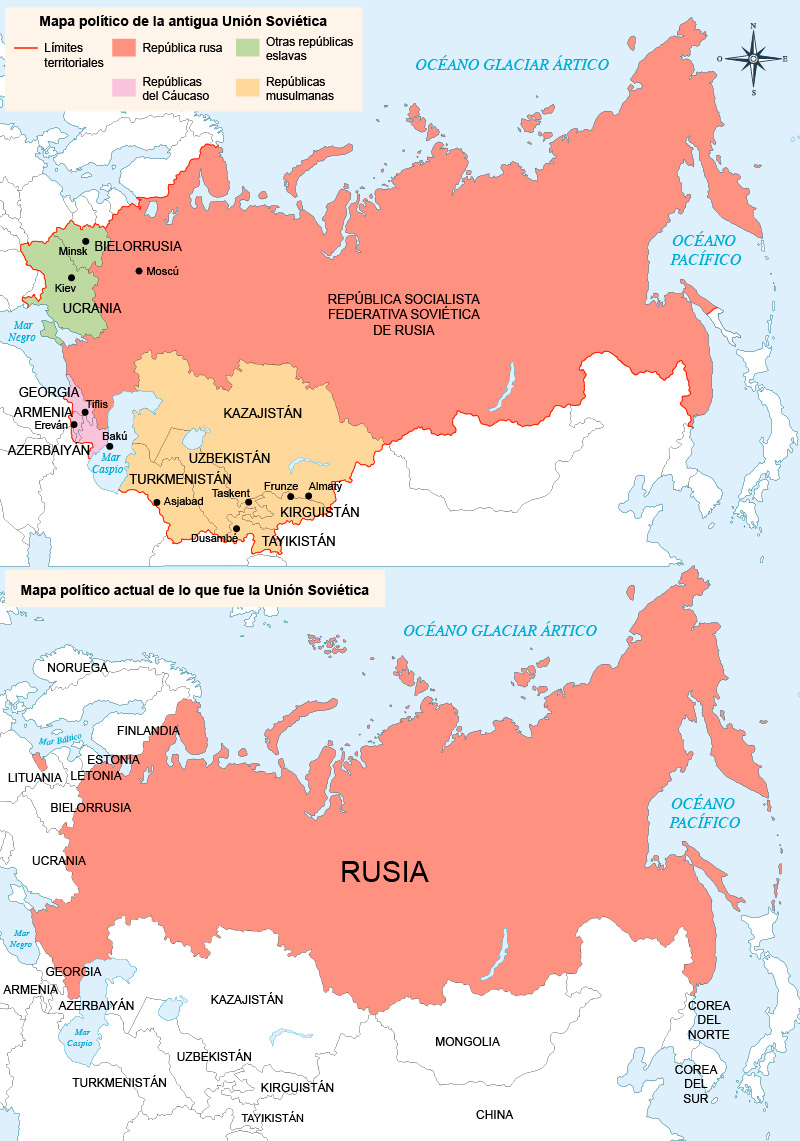 Mapa político de la antigua Unión Soviética
Límites
territoriales
República rusa
Otras repúblicas
eslavas
Repúblicas
del Cáucaso
Repúblicas
musulmanas
N
O
E
S
OCÉANO GLACIAR ÁRTICO
OCÉANO
PACÍFICO
Minsk
BIELORRUSIA
Moscú
Kiev
UCRANIA
REPÚBLICA SOCIALISTA
FEDERATIVA SOVIÉTICA
DE RUSIA
Mar
Negro
GEORGIA
Tiflis
ARMENIA
Ereván
Bakú
AZERBAIYÁN
Mar
Caspio
KAZAJISTÁN
UZBEKISTÁN
TURKMENISTÁN
Asjabad
Taskent
Frunze
Almaty
KIRGUISTÁN
Dusambé
TAYIKISTÁN
Mapa político actual de lo que fue la Unión Soviética
OCÉANO GLACIAR ÁRTICO
NORUEGA
FINLANDIA
Mar Báltico
ESTONIA
LITUANIA
LETONIA
BIELORRUSIA
OCÉANO
PACÍFICO
UCRANIA
RUSIA
Mar
Negro
GEORGIA
ARMENIA
AZERBAIYÁN
KAZAJISTÁN
Mar
Caspio
UZBEKISTÁN
TURKMENISTÁN
KIRGUISTÁN
TAYIKISTÁN
MONGOLIA
CHINA
COREA
DEL
NORTE
COREA
DEL
SUR